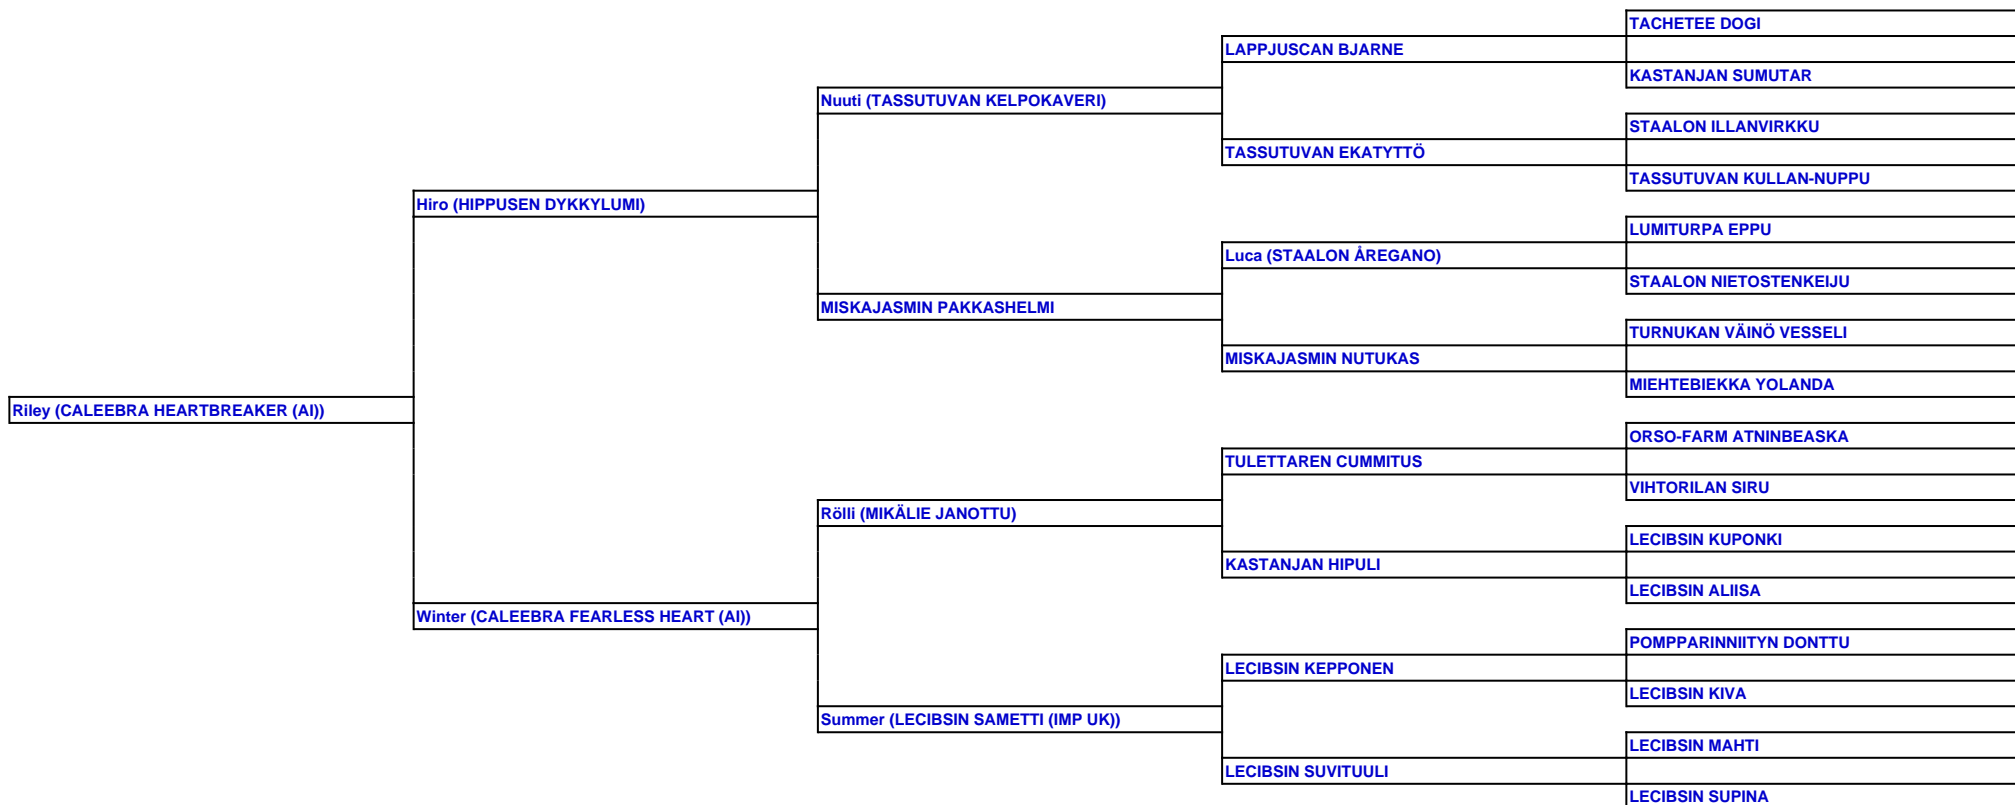 TACHETEE DOGI
LAPPJUSCAN BJARNE
KASTANJAN SUMUTAR
Nuuti (TASSUTUVAN KELPOKAVERI)
STAALON ILLANVIRKKU
TASSUTUVAN EKATYTTÖ
TASSUTUVAN KULLAN-NUPPU
Hiro (HIPPUSEN DYKKYLUMI)
LUMITURPA EPPU
Luca (STAALON ÅREGANO)
STAALON NIETOSTENKEIJU
MISKAJASMIN PAKKASHELMI
TURNUKAN VÄINÖ VESSELI
MISKAJASMIN NUTUKAS
MIEHTEBIEKKA YOLANDA
Riley (CALEEBRA HEARTBREAKER (AI))
ORSO-FARM ATNINBEASKA
TULETTAREN CUMMITUS
VIHTORILAN SIRU
Rölli (MIKÄLIE JANOTTU)
LECIBSIN KUPONKI
KASTANJAN HIPULI
LECIBSIN ALIISA
Winter (CALEEBRA FEARLESS HEART (AI))
POMPPARINNIITYN DONTTU
LECIBSIN KEPPONEN
LECIBSIN KIVA
Summer (LECIBSIN SAMETTI (IMP UK))
LECIBSIN MAHTI
LECIBSIN SUVITUULI
LECIBSIN SUPINA